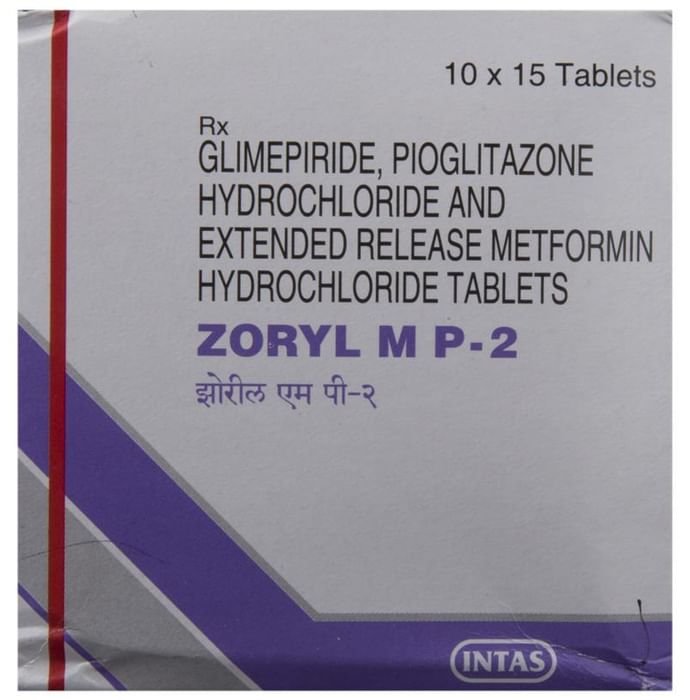 10 x 15 Tablets
Rx
GLIMEPIRIDE, PIOGLITAZONE
HYDROCHLORIDE AND
EXTENDED RELEASE METFORMIN
HYDROCHLORIDE TABLETS
ZORYL M P-2
झोरील एम पी-२
INTAS